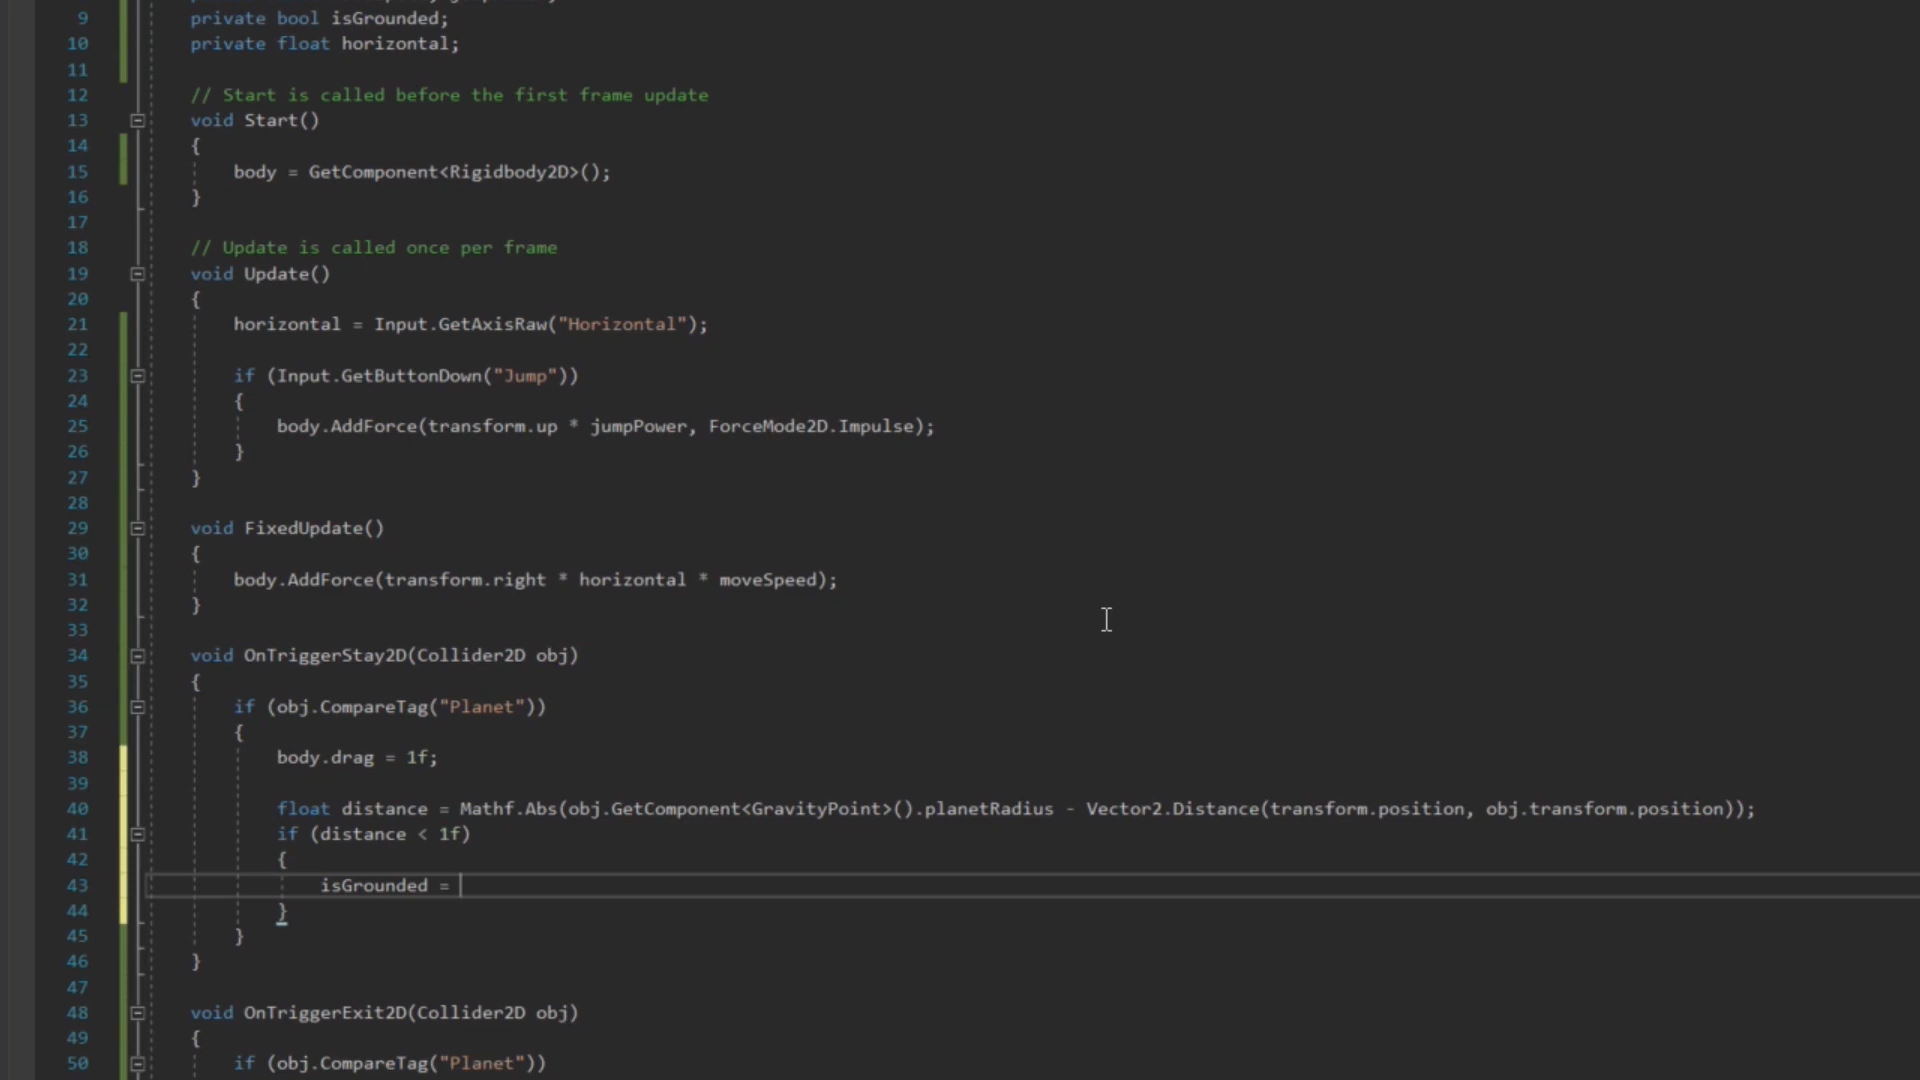 9 private bool isGrounded;
10 private float horizontal;
11
12 // Start is called before the first frame update
13 void Start()
14 {
15 body = GetComponent<Rigidbody2D>();
16 }
17
18 // Update is called once per frame
19 void Update()
20 {
21 horizontal = Input.GetAxisRaw("Horizontal");
22
23 if (Input.GetButtonDown("Jump"))
24 {
25 body.AddForce(transform.up * jumpPower, ForceMode2D.Impulse);
26 }
27 }
28
29 void FixedUpdate()
30 {
31 body.AddForce(transform.right * horizontal * moveSpeed);
32 }
33
34 void OnTriggerStay2D(Collider2D obj)
35 {
36 if (obj.CompareTag("Planet"))
37 {
38 body.drag = 1f;
39
40 float distance = Mathf.Abs(obj.GetComponent<GravityPoint>().planetRadius - Vector2.Distance(transform.position, obj.transform.position));
41 if (distance < 1f)
42 {
43 isGrounded =
44 }
45 }
46 }
47
48 void OnTriggerExit2D(Collider2D obj)
49 {
50 if (obj.CompareTag("Planet"))